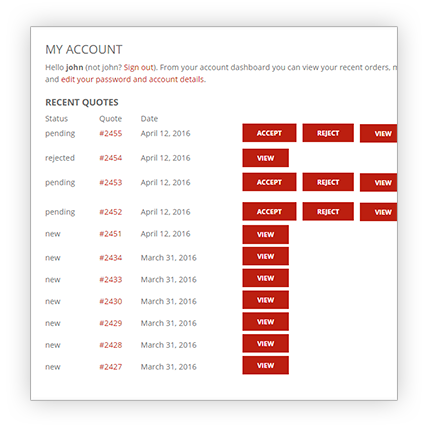 MY ACCOUNT
Hello john (not john? Sign out). From your account dashboard you can view your recent orders,
and edit your password and account details.
RECENT QUOTES
Status Quote Date
pending #2455 April 12, 2016 ACCEPT REJECT VIEW
rejected #2454 April 12, 2016 VIEW
pending #2453 April 12, 2016 ACCEPT REJECT VIEW
pending #2452 April 12, 2016 ACCEPT REJECT VIEW
new #2451 April 12, 2016 VIEW
new #2434 March 31, 2016 VIEW
new #2433 March 31, 2016 VIEW
new #2430 March 31, 2016 VIEW
new #2429 March 31, 2016 VIEW
new #2428 March 31, 2016 VIEW
new #2427 March 31, 2016 VIEW